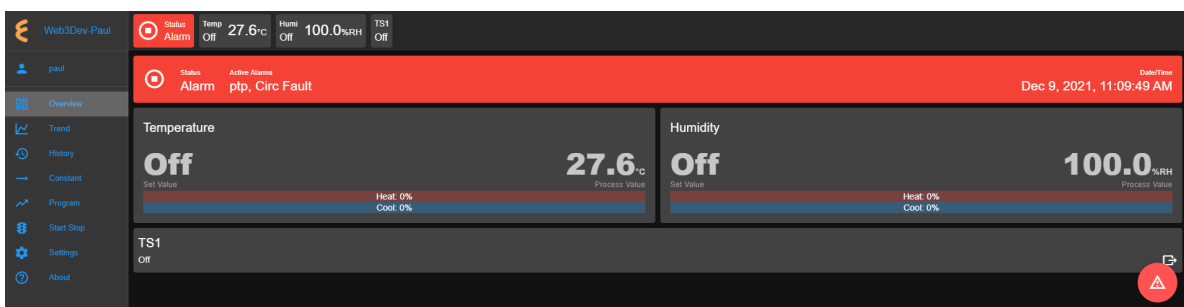 Web3Dev-Paul
paul
Overview
Trend
History
Constant
Program
Start Stop
Settings
About
Status
Alarm
Temp
Off
27.6°C
Humi
Off
100.0%RH
TS1
Off
Status
Alarm
Active Alarms
ptp, Circ Fault
Date/Time
Dec 9, 2021, 11:09:49 AM
Temperature
Off
Set Value
27.6°C
Process Value
Heat: 0%
Cool: 0%
Humidity
Off
Set Value
100.0%RH
Process Value
Heat: 0%
Cool: 0%
TS1
Off